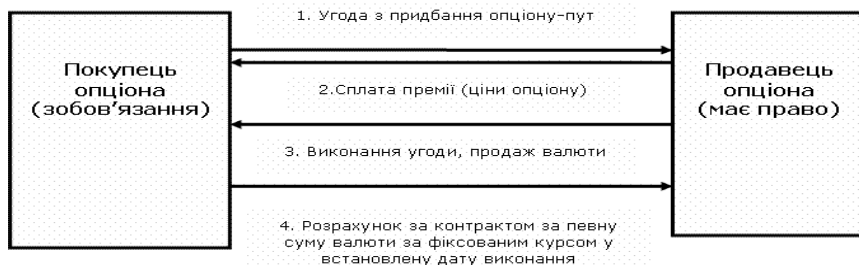 1. Угода з придбання опціону-пут
Покупець
опціона
(зобов'язання)
Продавець
опціона
(має право)
2.Сплата премії (ціни опціону)
3. Виконання угоди, продаж валюти
4. Розрахунок за контрактом за певну
суму валюти за фіксованим курсом у
встановлену дату виконання